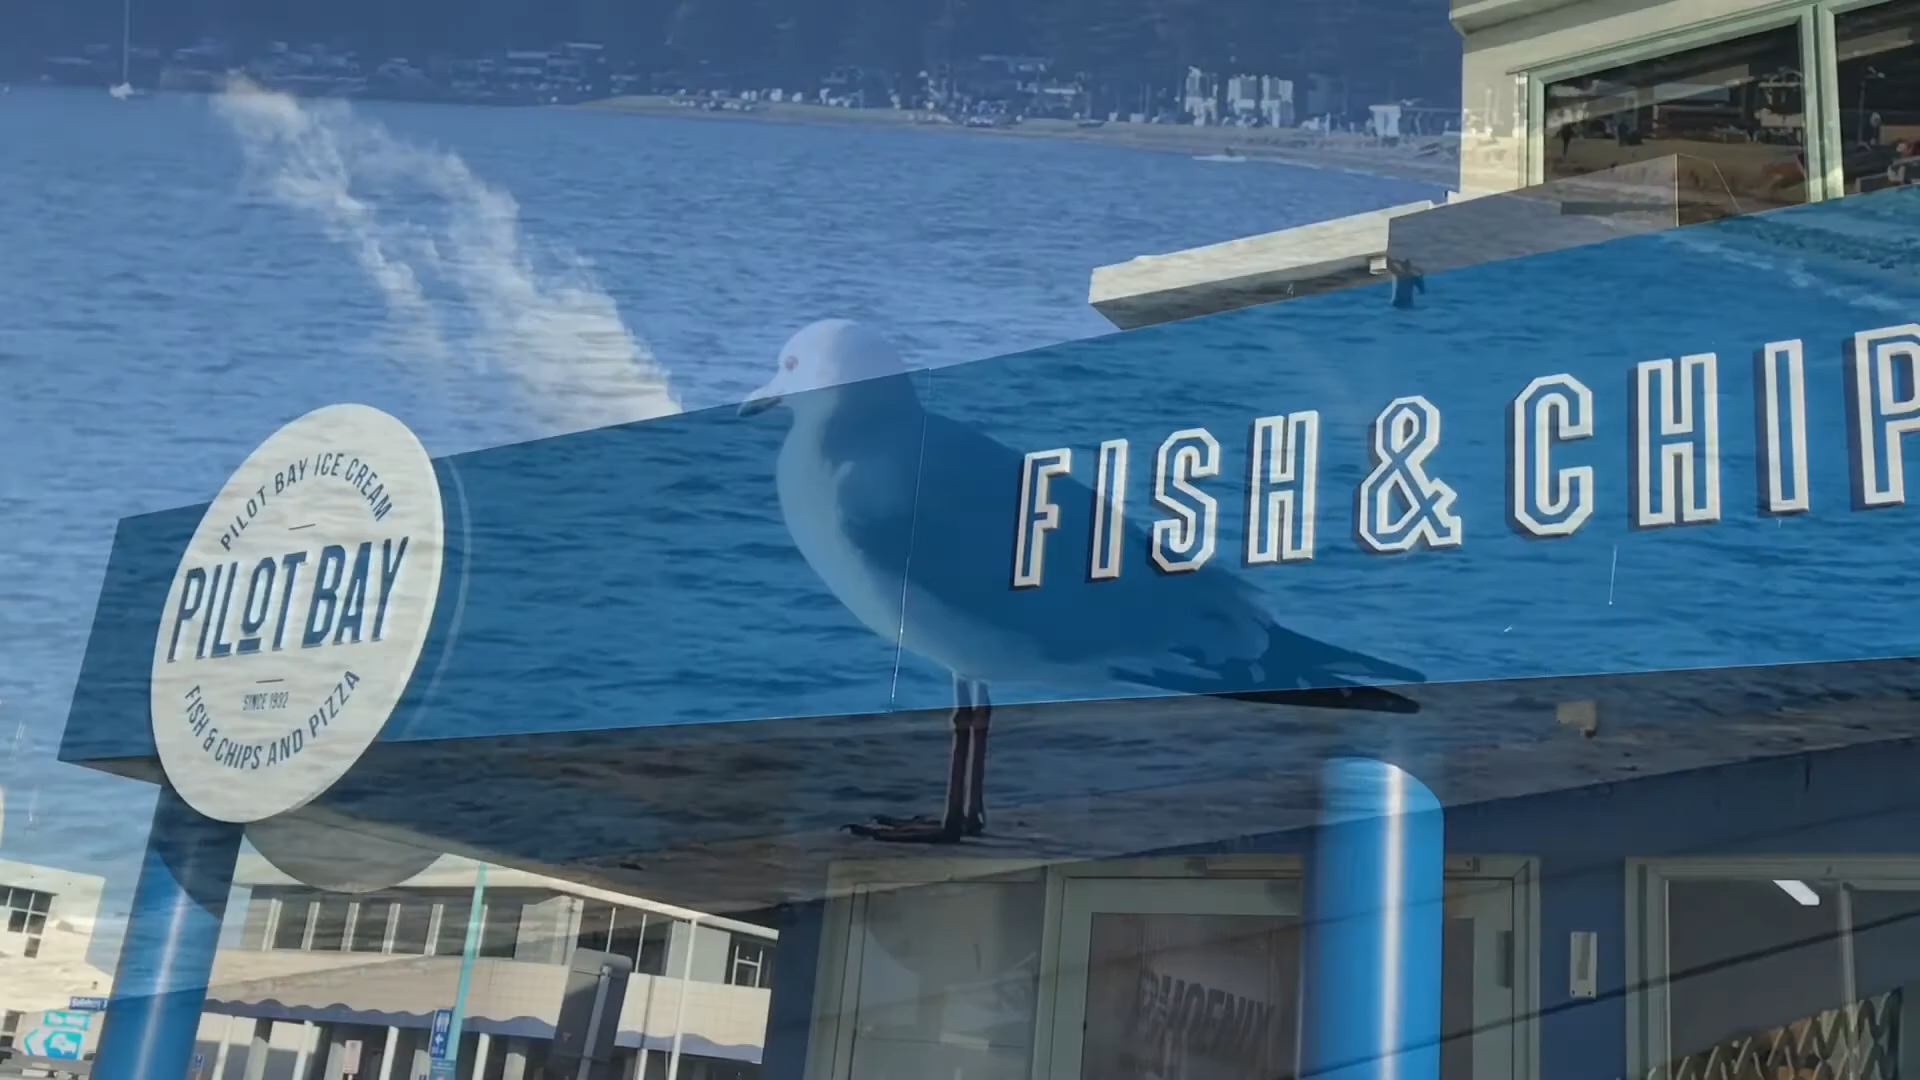 PILOT BAY ICE CREAM
PILOT BAY
SINCE 1932
FISH & CHIPS AND PIZZA
FISH & CHIP
PHOENIX